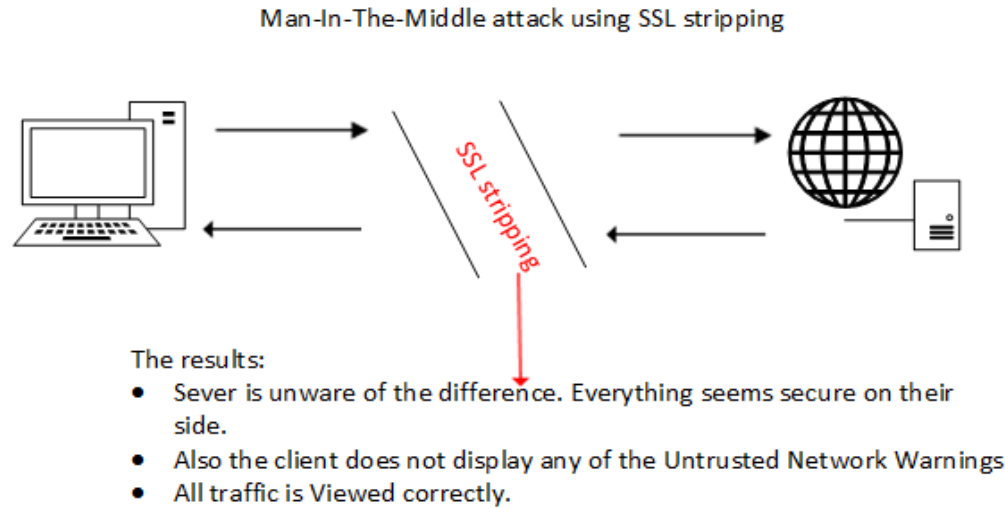 Man-In-The-Middle attack using SSL stripping
SSL stripping
The results:
• Sever is unware of the difference. Everything seems secure on their
side.
• Also the client does not display any of the Untrusted Network Warnings
• All traffic is Viewed correctly.